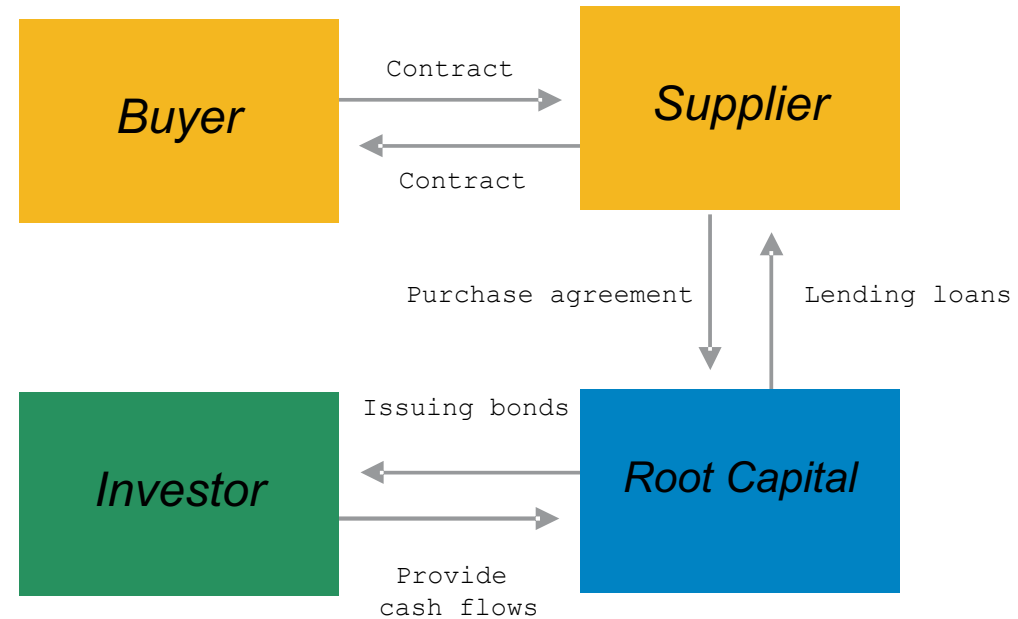 Contract
Buyer
Supplier
Contract
Purchase agreement
Lending loans
Issuing bonds
Investor
Root Capital
Provide
cash flows